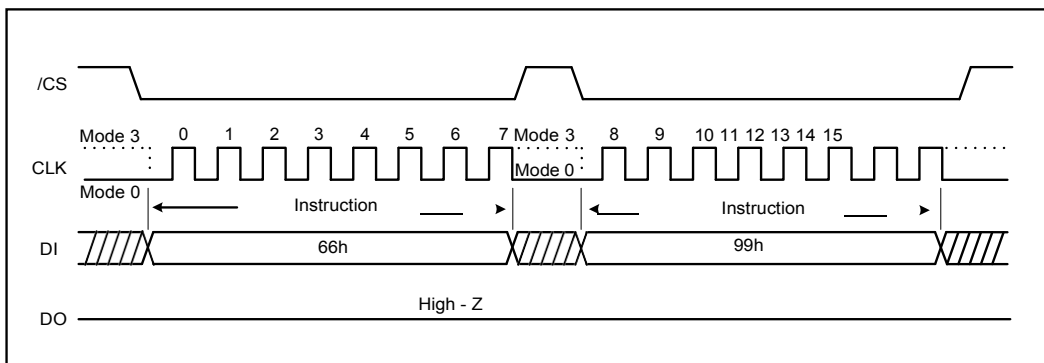 /CS
Mode 3 0 1 2 3 4 5 6 7 Mode 3 8 9 10 11 12 13 14 15
CLK
Mode 0 Mode 0
Instruction Instruction
DI 66h 99h
High - Z
DO